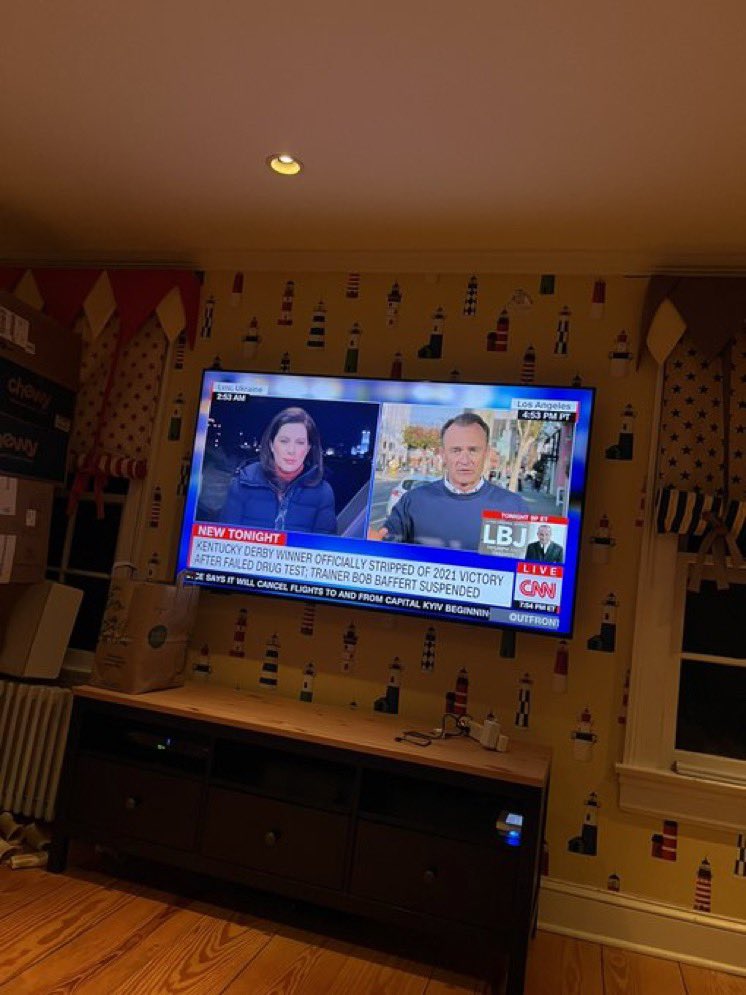 Lviv, Ukraine
2:53 AM
Los Angeles
4:53 PM PT
TONIGHT 9P ET
LBJ
NEW TONIGHT
KENTUCKY DERBY WINNER OFFICIALLY STRIPPED OF 2021 VICTORY
AFTER FAILED DRUG TEST; TRAINER BOB BAFFERT SUSPENDED
LIVE
CNN
7:54 PM ET
SAYS IT WILL CANCEL FLIGHTS TO AND FROM CAPITAL KYIV BEGINNIN
OUTFRONT
chewy
ewy